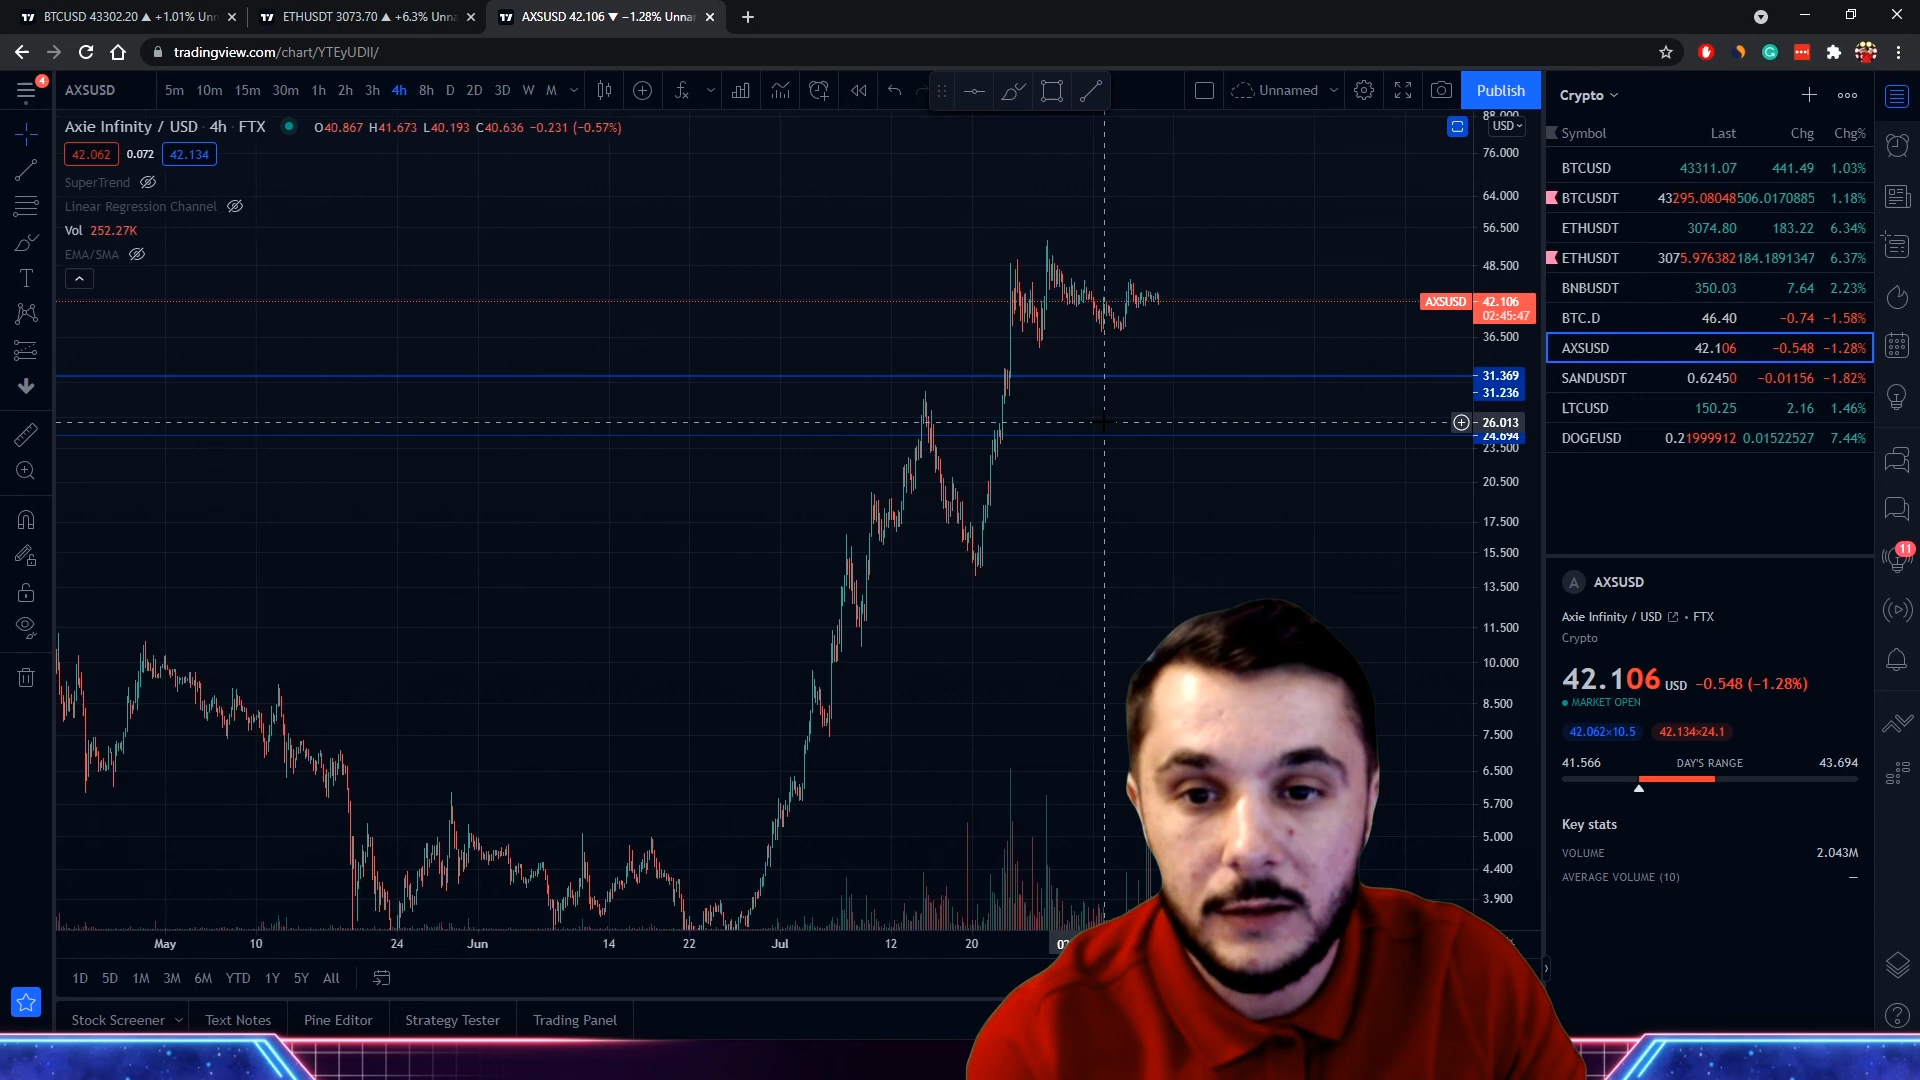 BTCUSD 43302.20 ▲ +1.01% Unn
ETHUSDT 3073.70 ▲ +6.3% Unna
AXSUSD 42.106 ▼ −1.28% Unnar
tradingview.com/chart/YTEyUDII/
4
AXSUSD 5m 10m 15m 30m 1h 2h 3h 4h 8h D 2D 3D W M
Unnamed
Publish
Axie Infinity / USD · 4h · FTX O40.867 H41.673 L40.193 C40.636 −0.231 (−0.57%)
42.062 0.072 42.134
SuperTrend
Linear Regression Channel
Vol 252.27K
EMA/SMA
88.000
USD
76.000
64.000
56.500
48.500
AXSUSD 42.106
02:45:47
36.500
31.369
31.236
26.013
24.694
23.500
20.500
17.500
15.500
13.500
11.500
10.000
8.500
7.500
6.500
5.700
5.000
4.400
3.900
May 10 24 Jun 14 22 Jul 12 20
1D 5D 1M 3M 6M YTD 1Y 5Y All
Stock Screener Text Notes Pine Editor Strategy Tester Trading Panel
Crypto
Symbol Last Chg Chg%
BTCUSD 43311.07 441.49 1.03%
BTCUSDT 43295.08048 506.0170885 1.18%
ETHUSDT 3074.80 183.22 6.34%
ETHUSDT 3075.976382 184.1891347 6.37%
BNBUSDT 350.03 7.64 2.23%
BTC.D 46.40 −0.74 −1.58%
AXSUSD 42.106 −0.548 −1.28%
SANDUSDT 0.62450 −0.01156 −1.82%
LTCUSD 150.25 2.16 1.46%
DOGEUSD 0.21999912 0.01522527 7.44%
11
A AXSUSD
Axie Infinity / USD • FTX
Crypto
42.106 USD −0.548 (−1.28%)
MARKET OPEN
42.062×10.5 42.134×24.1
41.566 DAY'S RANGE 43.694
Key stats
VOLUME 2.043M
AVERAGE VOLUME (10) —